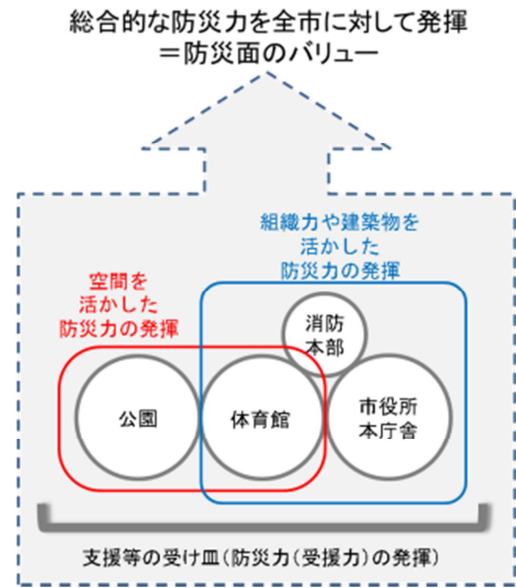 総合的な防災力を全市に対して発揮
＝防災面のバリュー
組織力や建築物を
活かした
防災力の発揮
空間を
活かした
防災力の発揮
消防
本部
公園
体育館
市役所
本庁舎
支援等の受け皿(防災力(受援力)の発揮)